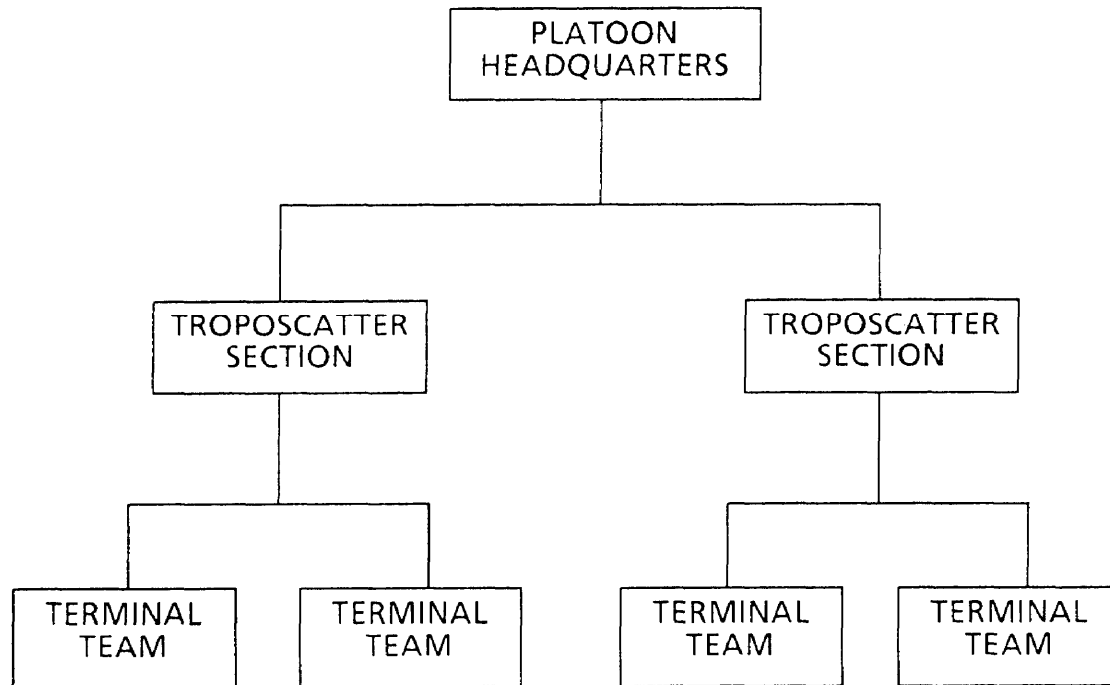 PLATOON
HEADQUARTERS
TROPOSCATTER
SECTION
TROPOSCATTER
SECTION
TERMINAL
TEAM
TERMINAL
TEAM
TERMINAL
TEAM
TERMINAL
TEAM